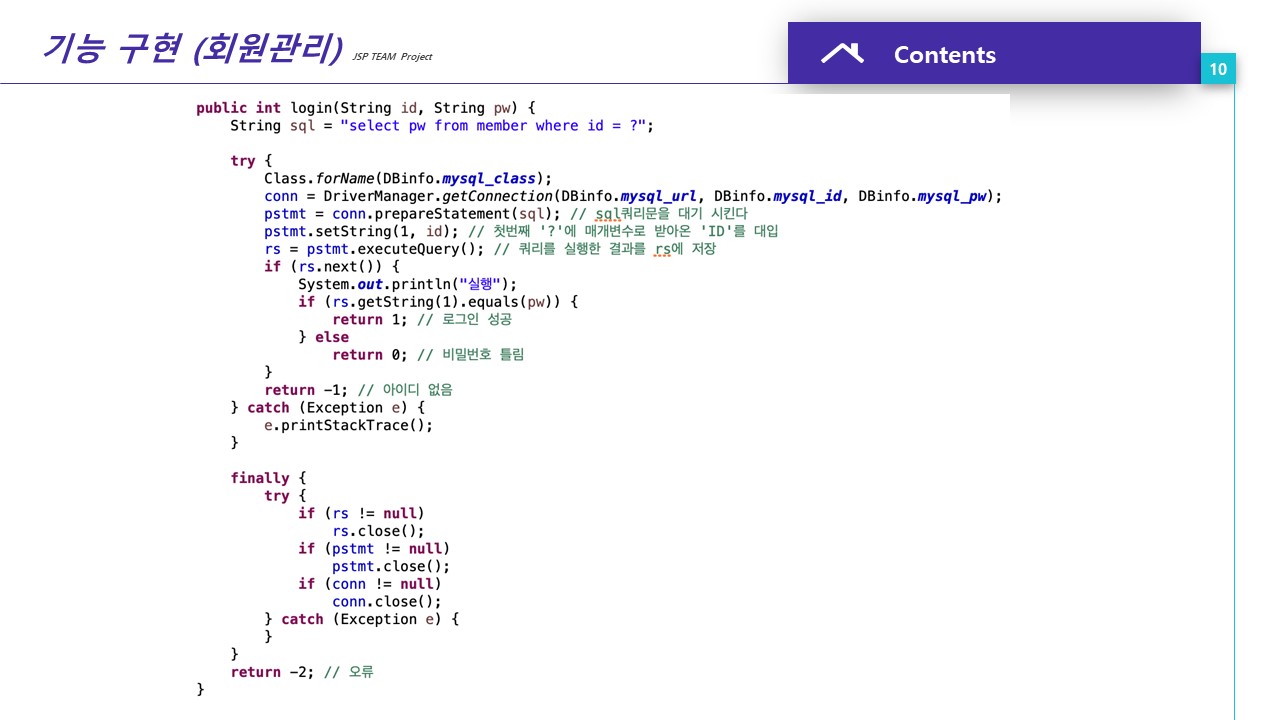 기능 구현 (회원관리) JSP TEAM Project
Contents
10
public int login(String id, String pw) {
    String sql = "select pw from member where id = ?";

    try {
        Class.forName(DBinfo.mysql_class);
        conn = DriverManager.getConnection(DBinfo.mysql_url, DBinfo.mysql_id, DBinfo.mysql_pw);
        pstmt = conn.prepareStatement(sql); // sql쿼리문을 대기 시킨다
        pstmt.setString(1, id); // 첫번째 '?'에 매개변수로 받아온 'ID'를 대입
        rs = pstmt.executeQuery(); // 쿼리를 실행한 결과를 rs에 저장
        if (rs.next()) {
            System.out.println("실행");
            if (rs.getString(1).equals(pw)) {
                return 1; // 로그인 성공
            } else
                return 0; // 비밀번호 틀림
        }
        return -1; // 아이디 없음
    } catch (Exception e) {
        e.printStackTrace();
    }

    finally {
        try {
            if (rs != null)
                rs.close();
            if (pstmt != null)
                pstmt.close();
            if (conn != null)
                conn.close();
        } catch (Exception e) {
        }
    }
    return -2; // 오류
}